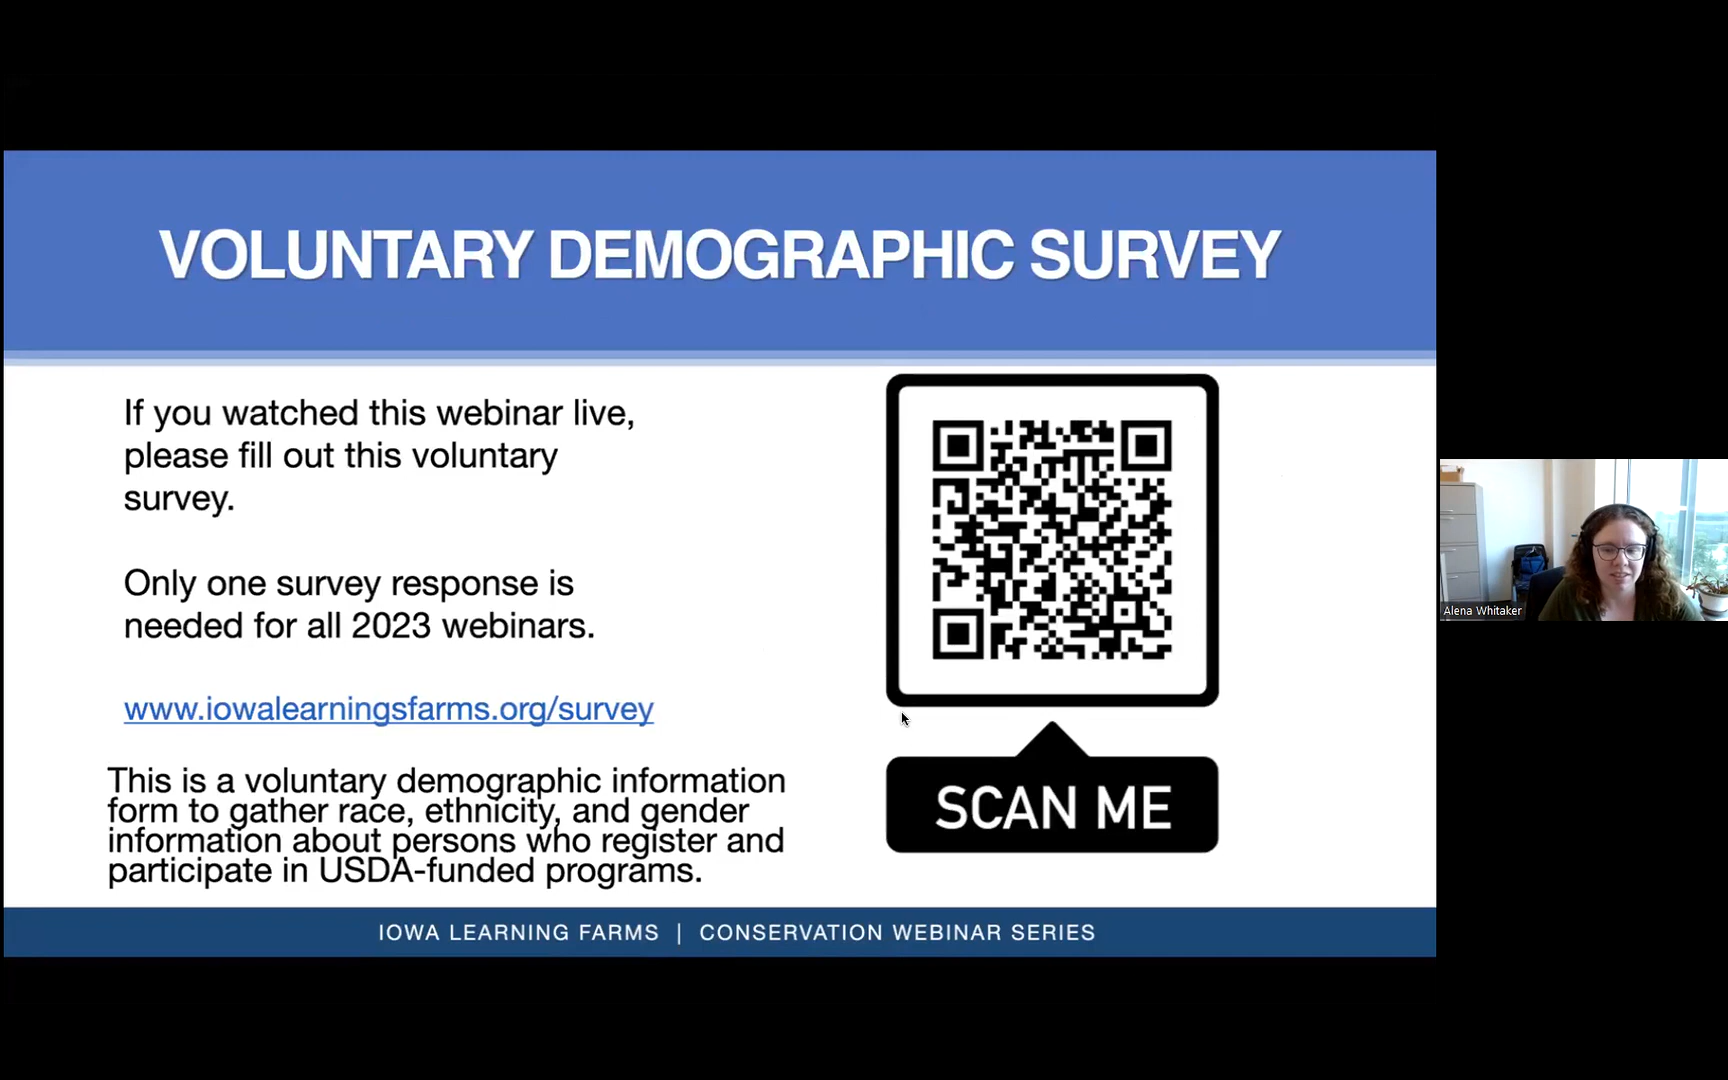 VOLUNTARY DEMOGRAPHIC SURVEY
If you watched this webinar live,
please fill out this voluntary
survey.
Only one survey response is
needed for all 2023 webinars.
www.iowalearningsfarms.org/survey
This is a voluntary demographic information
form to gather race, ethnicity, and gender
information about persons who register and
participate in USDA-funded programs.
SCAN ME
IOWA LEARNING FARMS | CONSERVATION WEBINAR SERIES
Alena Whitaker